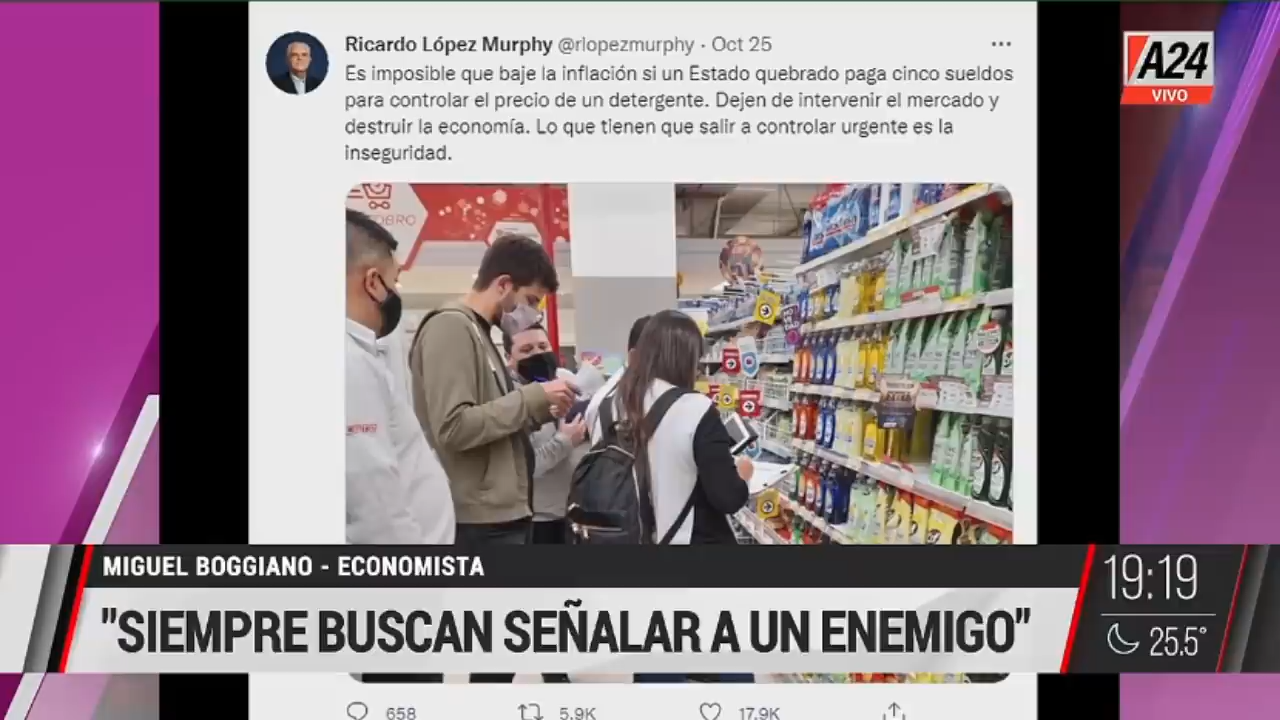 Ricardo López Murphy @rlopezmurphy · Oct 25
Es imposible que baje la inflación si un Estado quebrado paga cinco sueldos
para controlar el precio de un detergente. Dejen de intervenir el mercado y
destruir la economía. Lo que tienen que salir a controlar urgente es la
inseguridad.
A24
VIVO
MIGUEL BOGGIANO - ECONOMISTA
"SIEMPRE BUSCAN SEÑALAR A UN ENEMIGO"
19:19
25.5°
658 5.9K 17.9K